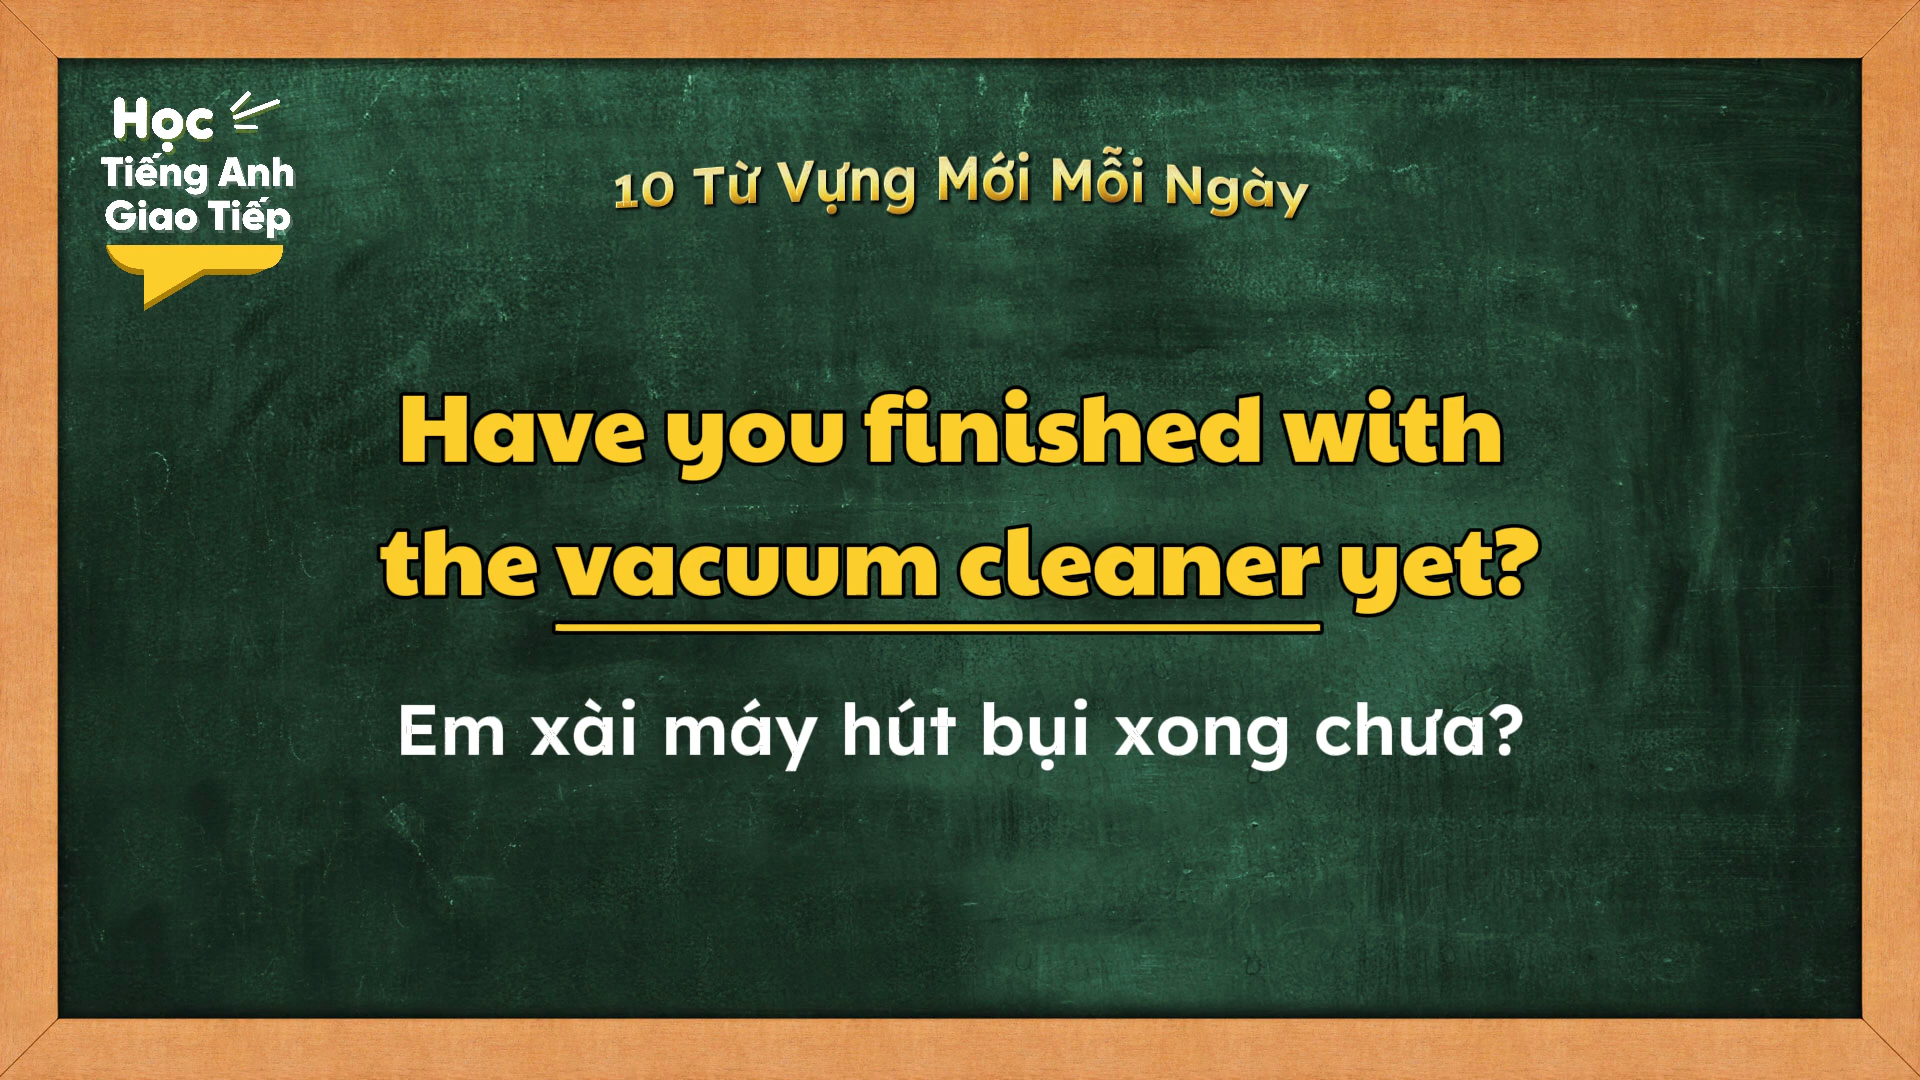 Học
Tiếng Anh
Giao Tiếp
10 Từ Vựng Mới Mỗi Ngày
Have you finished with
the vacuum cleaner yet?
Em xài máy hút bụi xong chưa?